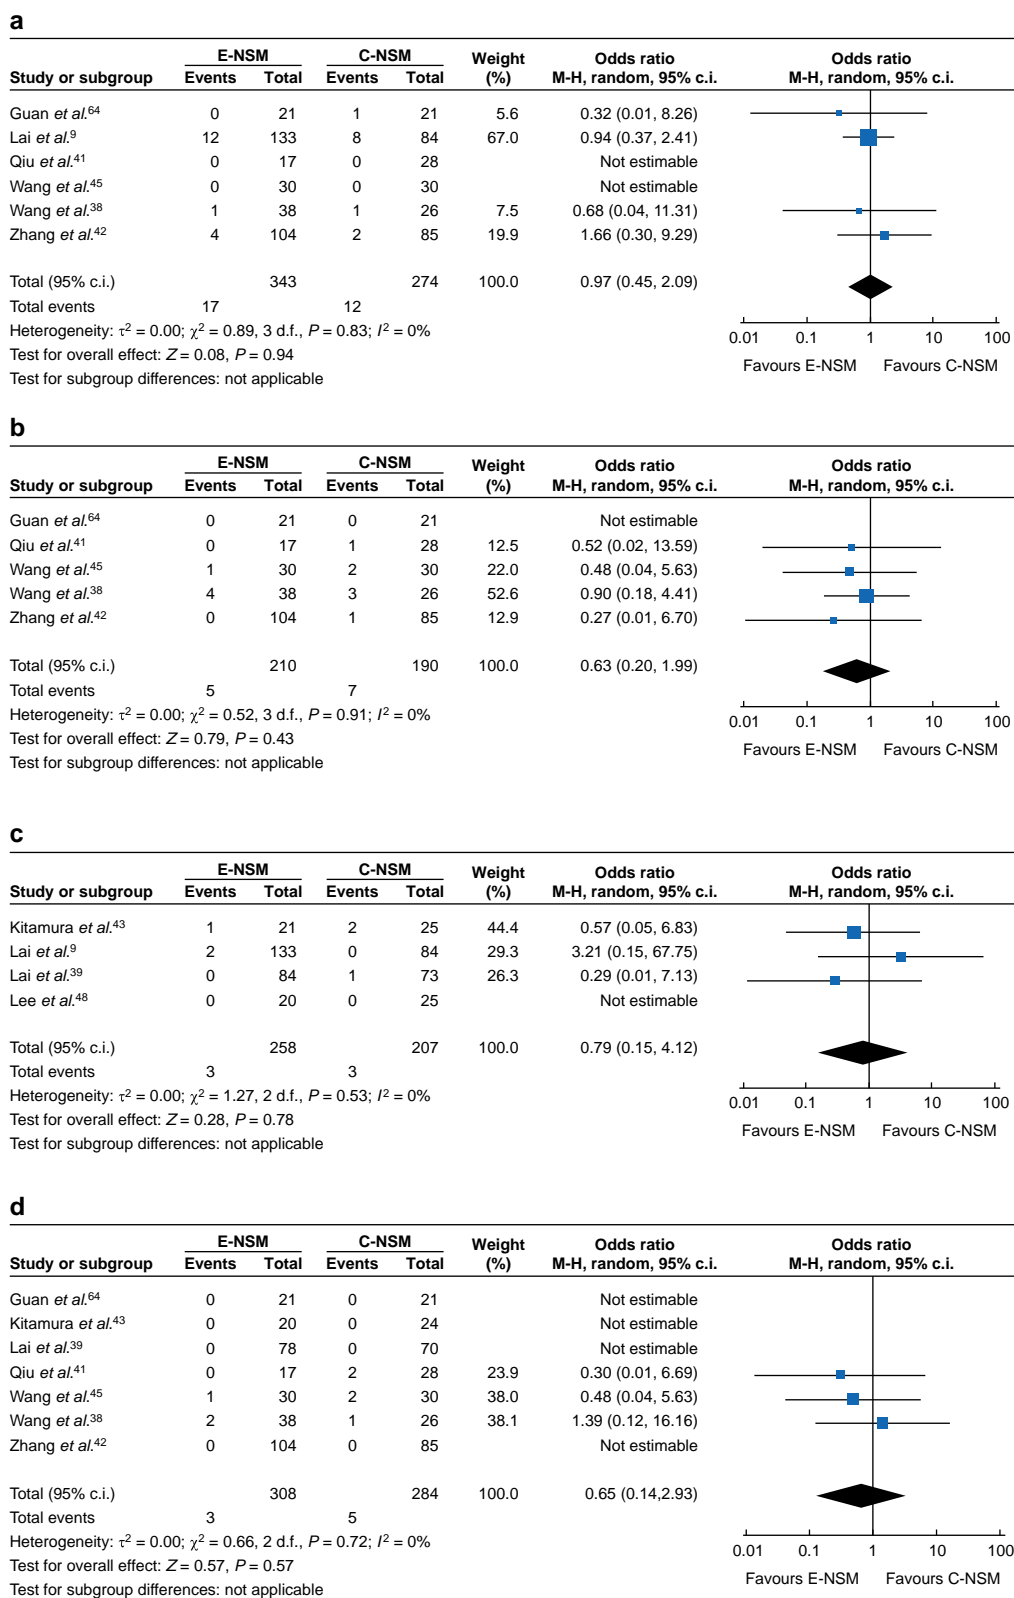 a
E-NSM C-NSM Weight Odds ratio Odds ratio
Study or subgroup Events Total Events Total (%) M-H, random, 95% c.i. M-H, random, 95% c.i.
Guan et al.64 0 21 1 21 5.6 0.32 (0.01, 8.26)
Lai et al.9 12 133 8 84 67.0 0.94 (0.37, 2.41)
Qiu et al.41 0 17 0 28 Not estimable
Wang et al.45 0 30 0 30 Not estimable
Wang et al.38 1 38 1 26 7.5 0.68 (0.04, 11.31)
Zhang et al.42 4 104 2 85 19.9 1.66 (0.30, 9.29)
Total (95% c.i.) 343 274 100.0 0.97 (0.45, 2.09)
Total events 17 12
Heterogeneity: τ2 = 0.00; χ2 = 0.89, 3 d.f., P = 0.83; I2 = 0%
Test for overall effect: Z = 0.08, P = 0.94
Test for subgroup differences: not applicable
0.01 0.1 1 10 100
Favours E-NSM Favours C-NSM
b
E-NSM C-NSM Weight Odds ratio Odds ratio
Study or subgroup Events Total Events Total (%) M-H, random, 95% c.i. M-H, random, 95% c.i.
Guan et al.64 0 21 0 21 Not estimable
Qiu et al.41 0 17 1 28 12.5 0.52 (0.02, 13.59)
Wang et al.45 1 30 2 30 22.0 0.48 (0.04, 5.63)
Wang et al.38 4 38 3 26 52.6 0.90 (0.18, 4.41)
Zhang et al.42 0 104 1 85 12.9 0.27 (0.01, 6.70)
Total (95% c.i.) 210 190 100.0 0.63 (0.20, 1.99)
Total events 5 7
Heterogeneity: τ2 = 0.00; χ2 = 0.52, 3 d.f., P = 0.91; I2 = 0%
Test for overall effect: Z = 0.79, P = 0.43
Test for subgroup differences: not applicable
0.01 0.1 1 10 100
Favours E-NSM Favours C-NSM
c
E-NSM C-NSM Weight Odds ratio Odds ratio
Study or subgroup Events Total Events Total (%) M-H, random, 95% c.i. M-H, random, 95% c.i.
Kitamura et al.43 1 21 2 25 44.4 0.57 (0.05, 6.83)
Lai et al.9 2 133 0 84 29.3 3.21 (0.15, 67.75)
Lai et al.39 0 84 1 73 26.3 0.29 (0.01, 7.13)
Lee et al.48 0 20 0 25 Not estimable
Total (95% c.i.) 258 207 100.0 0.79 (0.15, 4.12)
Total events 3 3
Heterogeneity: τ2 = 0.00; χ2 = 1.27, 2 d.f., P = 0.53; I2 = 0%
Test for overall effect: Z = 0.28, P = 0.78
Test for subgroup differences: not applicable
0.01 0.1 1 10 100
Favours E-NSM Favours C-NSM
d
E-NSM C-NSM Weight Odds ratio Odds ratio
Study or subgroup Events Total Events Total (%) M-H, random, 95% c.i. M-H, random, 95% c.i.
Guan et al.64 0 21 0 21 Not estimable
Kitamura et al.43 0 20 0 24 Not estimable
Lai et al.39 0 78 0 70 Not estimable
Qiu et al.41 0 17 2 28 23.9 0.30 (0.01, 6.69)
Wang et al.45 1 30 2 30 38.0 0.48 (0.04, 5.63)
Wang et al.38 2 38 1 26 38.1 1.39 (0.12, 16.16)
Zhang et al.42 0 104 0 85 Not estimable
Total (95% c.i.) 308 284 100.0 0.65 (0.14,2.93)
Total events 3 5
Heterogeneity: τ2 = 0.00; χ2 = 0.66, 2 d.f., P = 0.72; I2 = 0%
Test for overall effect: Z = 0.57, P = 0.57
Test for subgroup differences: not applicable
0.01 0.1 1 10 100
Favours E-NSM Favours C-NSM